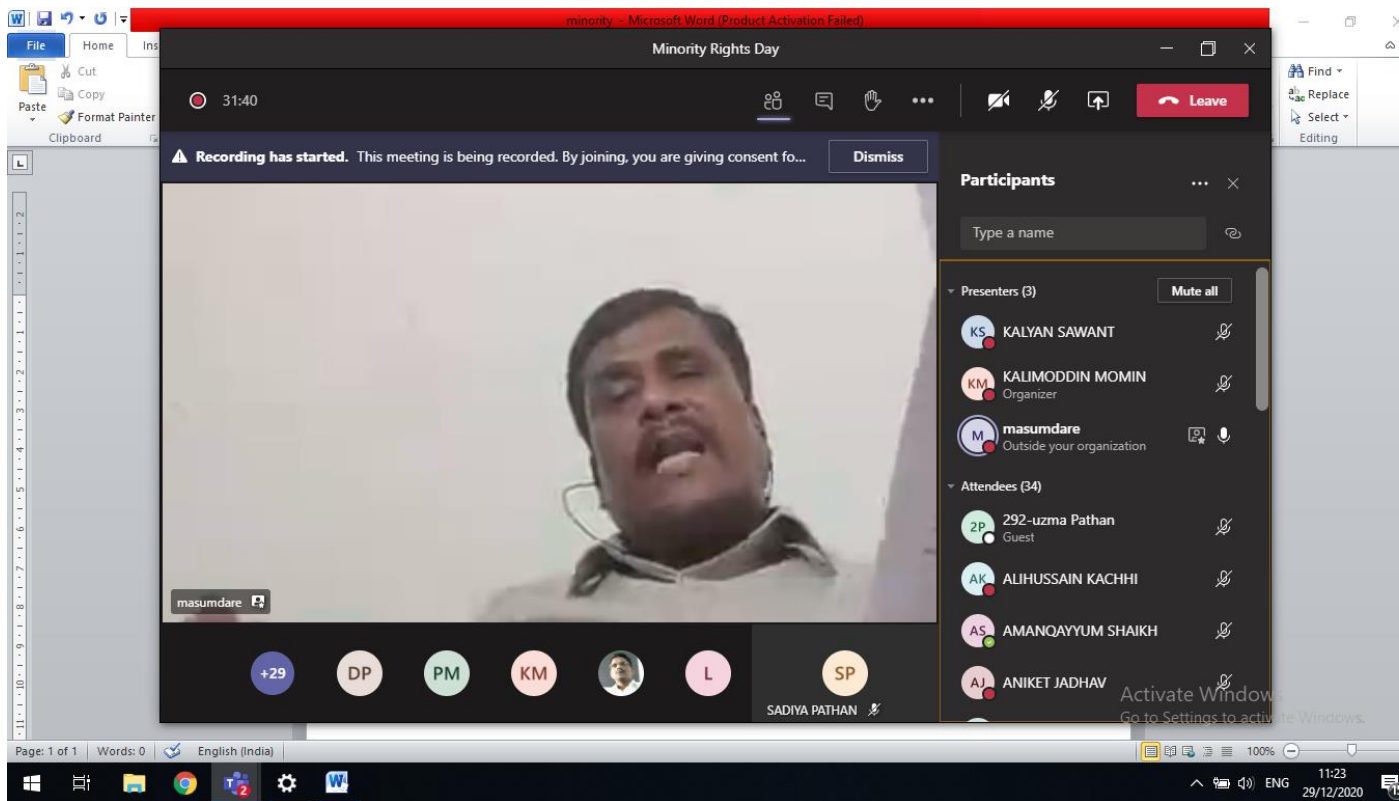 minority - Microsoft Word (Product Activation Failed)
File
Home
Ins
Cut
Copy
Paste
Format Painter
Clipboard
Find
Replace
Select
Editing
Minority Rights Day
31:40
Leave
Recording has started. This meeting is being recorded. By joining, you are giving consent fo...
Dismiss
Participants
Type a name
Presenters (3)
Mute all
KS KALYAN SAWANT
KM KALIMODDIN MOMIN
Organizer
M masumdare
Outside your organization
Attendees (34)
2P 292-uzma Pathan
Guest
AK ALIHUSSAIN KACHHI
AS AMANQAYYUM SHAIKH
AJ ANIKET JADHAV
masumdare
+29 DP PM KM L SP
SADIYA PATHAN
Activate Windows
Go to Settings to activate Windows.
Page: 1 of 1 Words: 0 English (India) 100%
ENG 11:23
29/12/2020